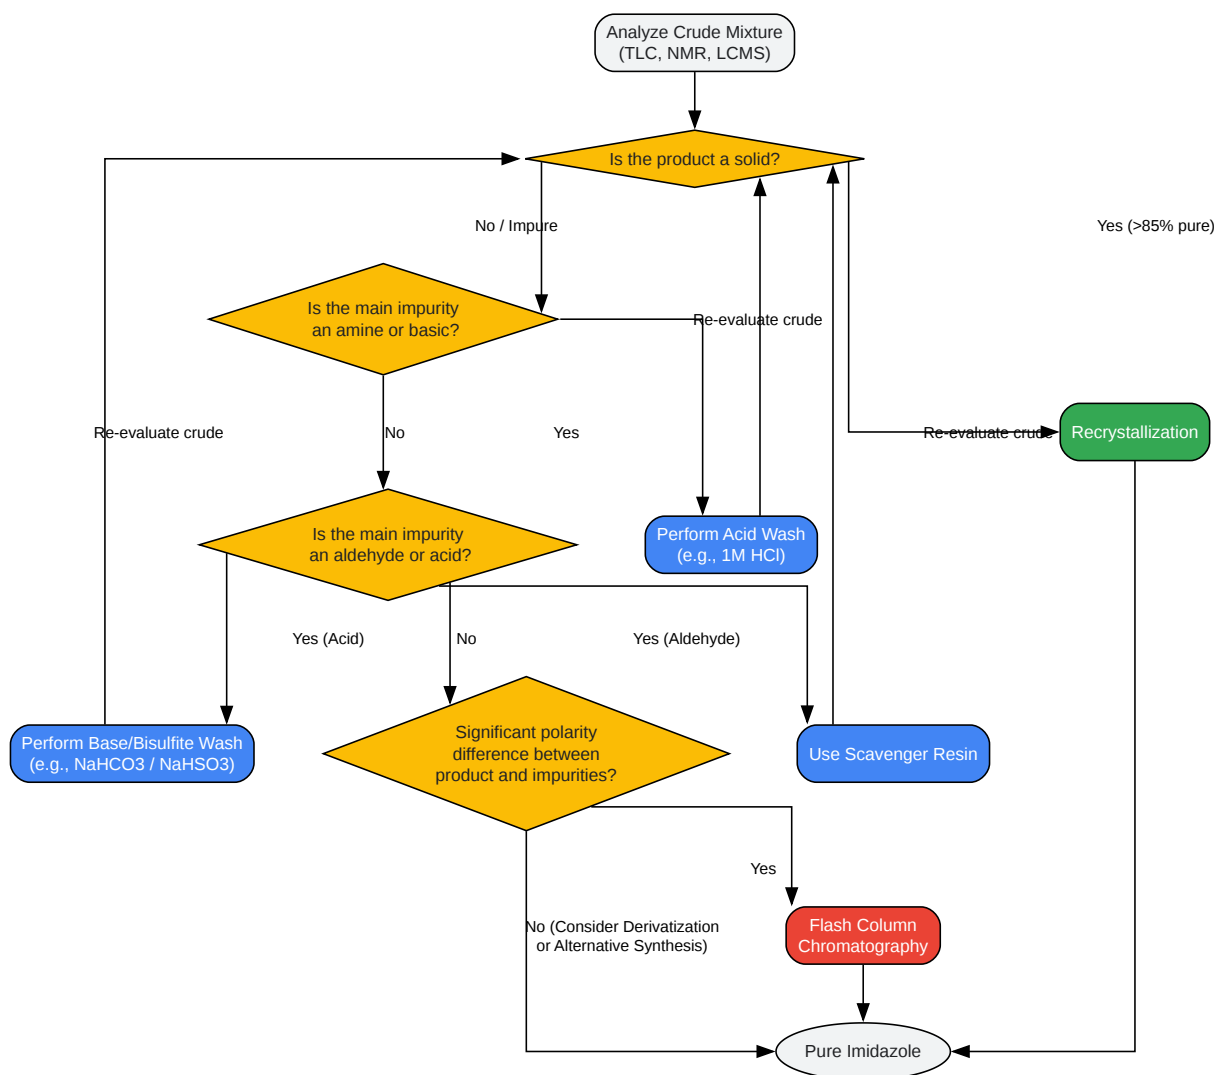 Analyze Crude Mixture
(TLC, NMR, LCMS)
Is the product a solid?
No / Impure
Yes (>85% pure)
Is the main impurity
an amine or basic?
Re-evaluate crude
Re-evaluate crude
No
Yes
Re-evaluate crude
Recrystallization
Is the main impurity
an aldehyde or acid?
Perform Acid Wash
(e.g., 1M HCl)
Yes (Acid)
No
Yes (Aldehyde)
Perform Base/Bisulfite Wash
(e.g., NaHCO3 / NaHSO3)
Significant polarity
difference between
product and impurities?
Use Scavenger Resin
Yes
No (Consider Derivatization
or Alternative Synthesis)
Flash Column
Chromatography
Pure Imidazole